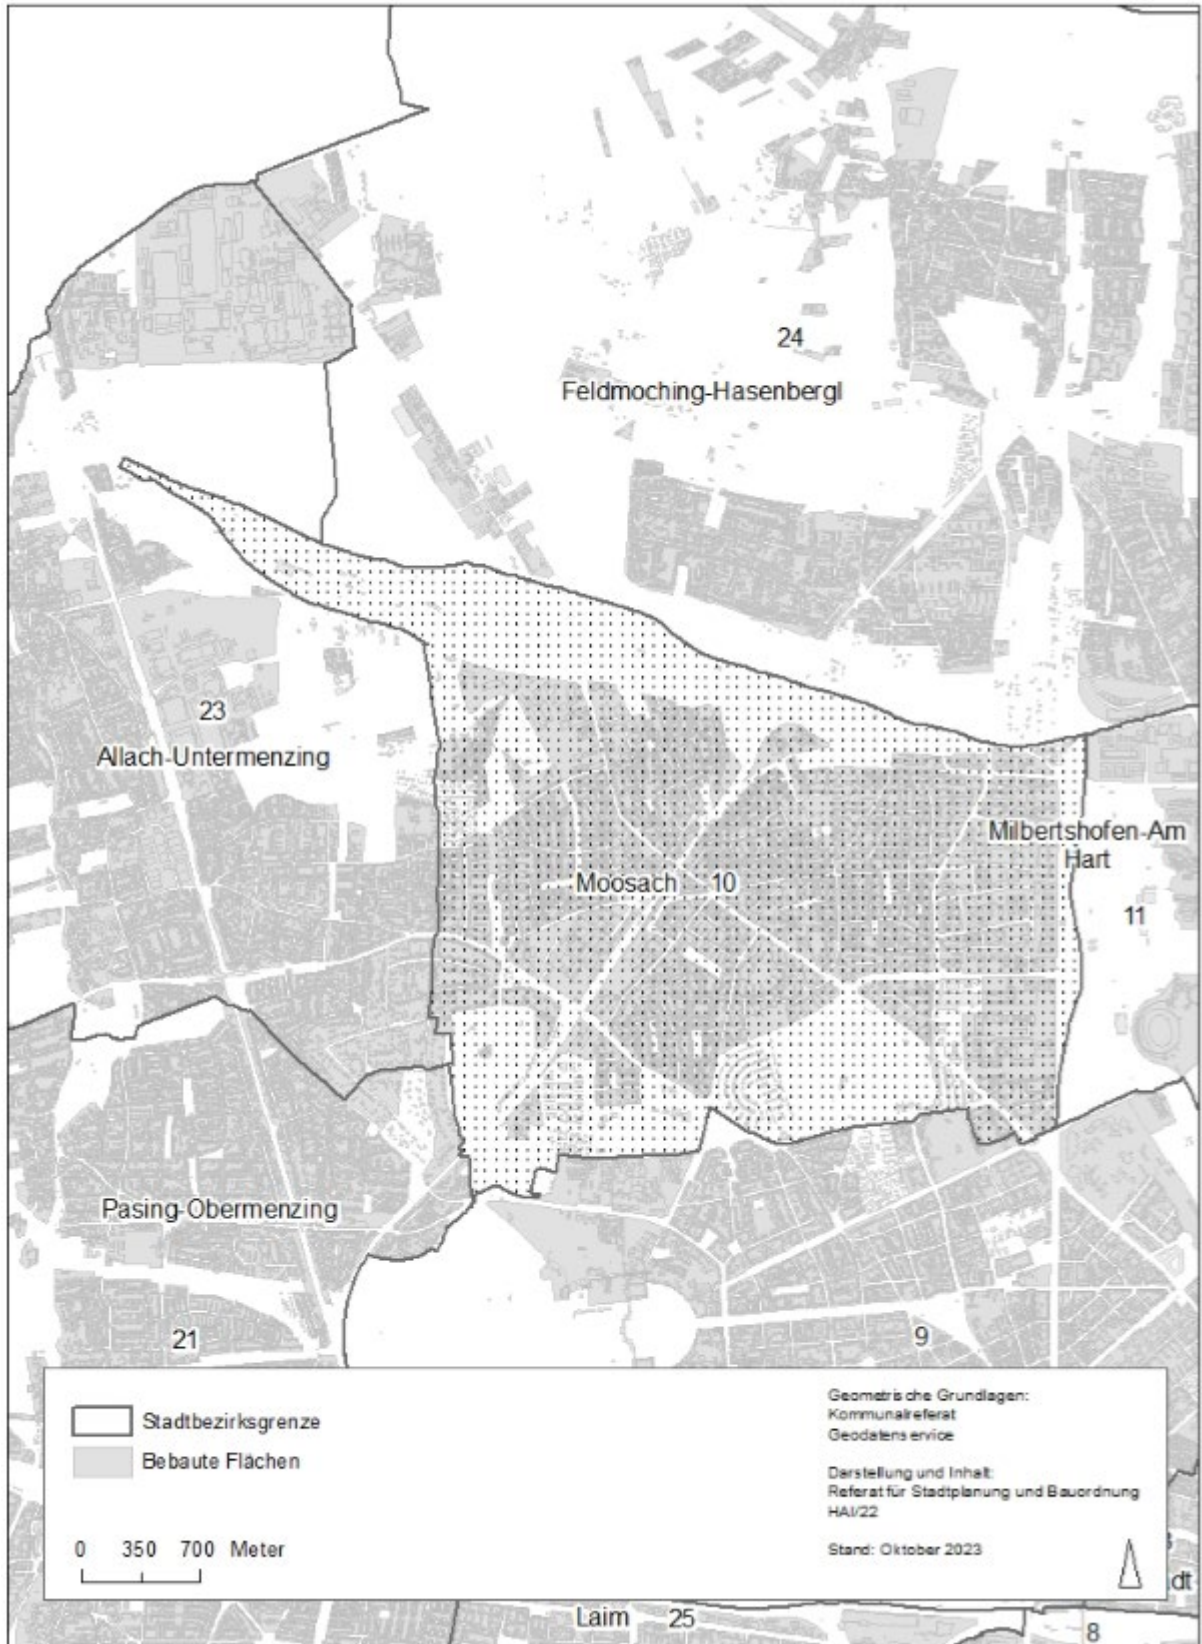 24
Feldmoching-Hasenbergl
23
Allach-Untermenzing
Milbertshofen-Am
Hart
Moosach 10
11
Pasing-Obermenzing
21
9
Stadtbezirksgrenze
Bebaute Flächen
0 350 700 Meter
Geometrische Grundlagen:
Kommunalreferat
Geodatenservice
Darstellung und Inhalt:
Referat für Stadtplanung und Bauordnung
HAI/22
Stand: Oktober 2023
dt
Laim 25
8